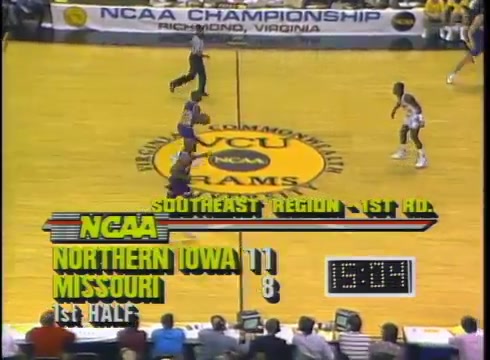 NCAA CHAMPIONSHIP
RICHMOND, VIRGINIA
VIRGINIA COMMONWEALTH
VCU
NCAA
RAMS
SOUTHEAST REGION - 1ST RD.
NCAA
NORTHERN IOWA 11
MISSOURI 8
1st HALF
15:04